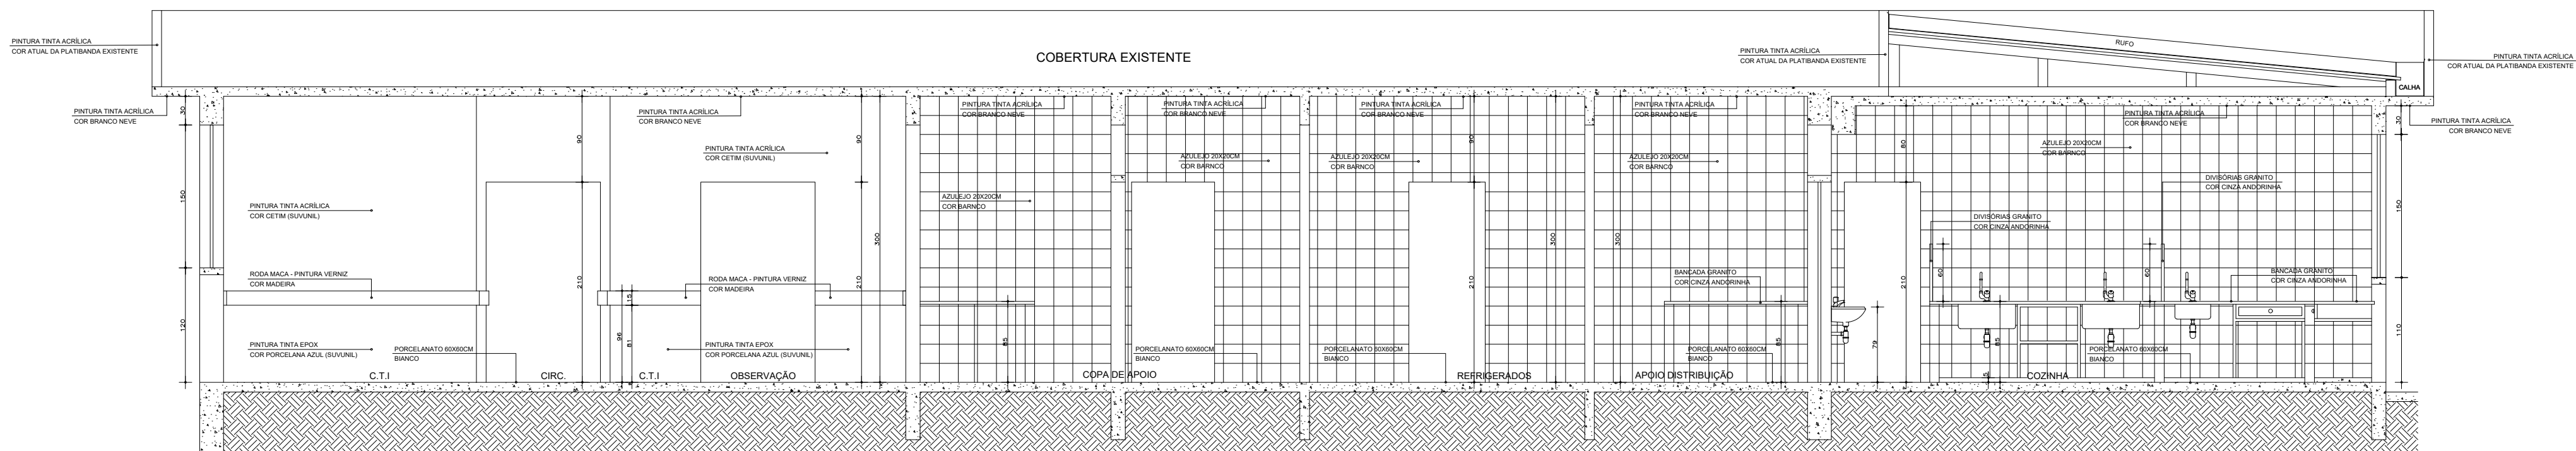 PINTURA TINTA ACRÍLICA
COR ATUAL DA PLATIBANDA EXISTENTE
COBERTURA EXISTENTE
PINTURA TINTA ACRÍLICA
COR ATUAL DA PLATIBANDA EXISTENTE
RUFO
PINTURA TINTA ACRÍLICA
COR ATUAL DA PLATIBANDA EXISTENTE
CALHA
PINTURA TINTA ACRÍLICA
COR BRANCO NEVE
30
PINTURA TINTA ACRÍLICA
COR BRANCO NEVE
PINTURA TINTA ACRÍLICA
COR BRANCO NEVE
PINTURA TINTA ACRÍLICA
COR BRANCO NEVE
PINTURA TINTA ACRÍLICA
COR BRANCO NEVE
PINTURA TINTA ACRÍLICA
COR BRANCO NEVE
PINTURA TINTA ACRÍLICA
COR BRANCO NEVE
30
PINTURA TINTA ACRÍLICA
COR BRANCO NEVE
90
90
90
80
PINTURA TINTA ACRÍLICA
COR CETIM (SUVUNIL)
AZULEJO 20X20CM
COR BARNCO
AZULEJO 20X20CM
COR BARNCO
AZULEJO 20X20CM
COR BARNCO
AZULEJO 20X20CM
COR BARNCO
DIVISÓRIAS GRANITO
COR CINZA ANDORINHA
150
PINTURA TINTA ACRÍLICA
COR CETIM (SUVUNIL)
AZULEJO 20X20CM
COR BARNCO
DIVISÓRIAS GRANITO
COR CINZA ANDORINHA
150
300
300
300
RODA MACA - PINTURA VERNIZ
COR MADEIRA
210
RODA MACA - PINTURA VERNIZ
COR MADEIRA
210
210
BANCADA GRANITO
COR CINZA ANDORINHA
210
60
60
BANCADA GRANITO
COR CINZA ANDORINHA
15
120
96
81
85
85
79
85
110
PINTURA TINTA EPOX
COR PORCELANA AZUL (SUVUNIL)
PORCELANATO 60X60CM
BIANCO
PINTURA TINTA EPOX
COR PORCELANA AZUL (SUVUNIL)
PORCELANATO 60X60CM
BIANCO
PORCELANATO 60X60CM
BIANCO
PORCELANATO 60X60CM
BIANCO
PORCELANATO 60X60CM
BIANCO
15
C.T.I
CIRC.
C.T.I
OBSERVAÇÃO
COPA DE APOIO
REFRIGERADOS
APOIO DISTRIBUIÇÃO
COZINHA